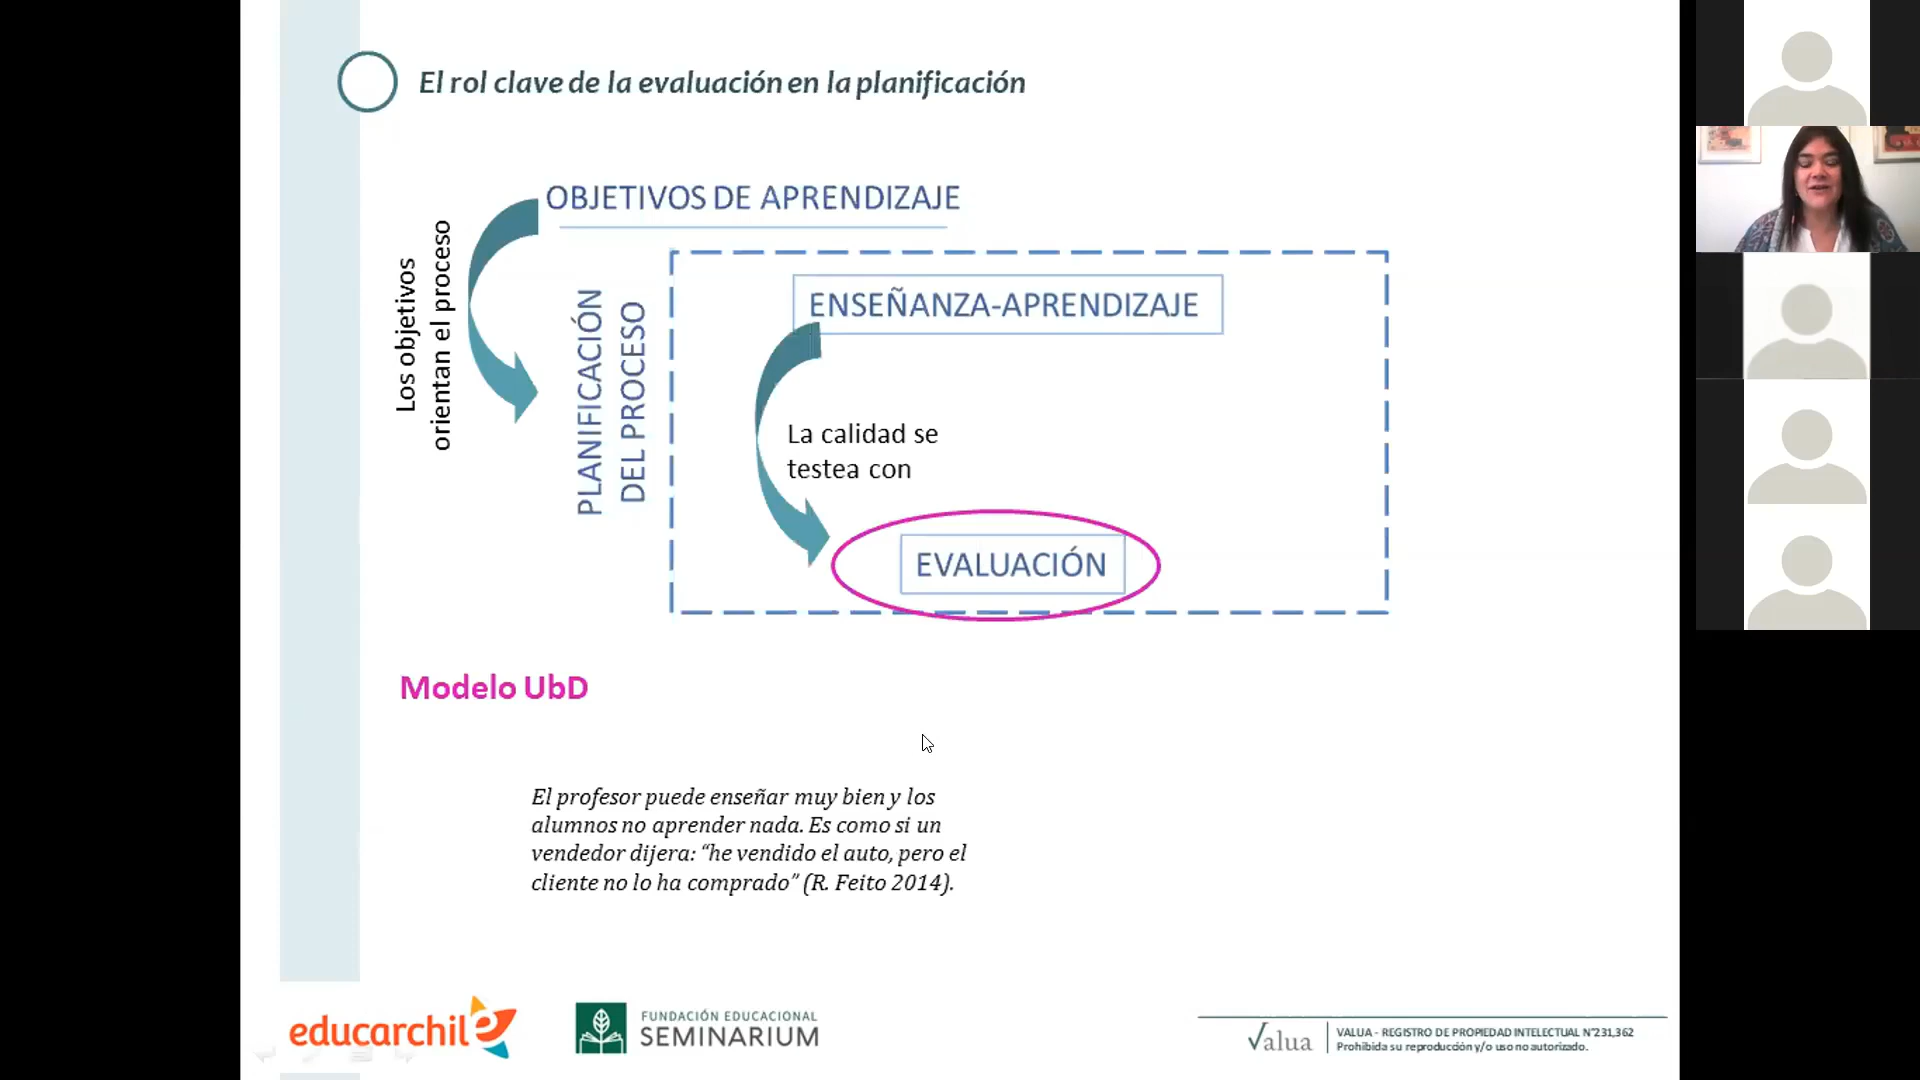 El rol clave de la evaluación en la planificación
OBJETIVOS DE APRENDIZAJE
Los objetivos
orientan el proceso
PLANIFICACIÓN
DEL PROCESO
ENSEÑANZA-APRENDIZAJE
La calidad se
testea con
EVALUACIÓN
Modelo UbD
El profesor puede enseñar muy bien y los
alumnos no aprender nada. Es como si un
vendedor dijera: “he vendido el auto, pero el
cliente no lo ha comprado” (R. Feito 2014).
educarchile
FUNDACIÓN EDUCACIONAL
SEMINARIUM
Valua
VALUA - REGISTRO DE PROPIEDAD INTELECTUAL N°231,362
Prohibida su reproducción y/o uso no autorizado.